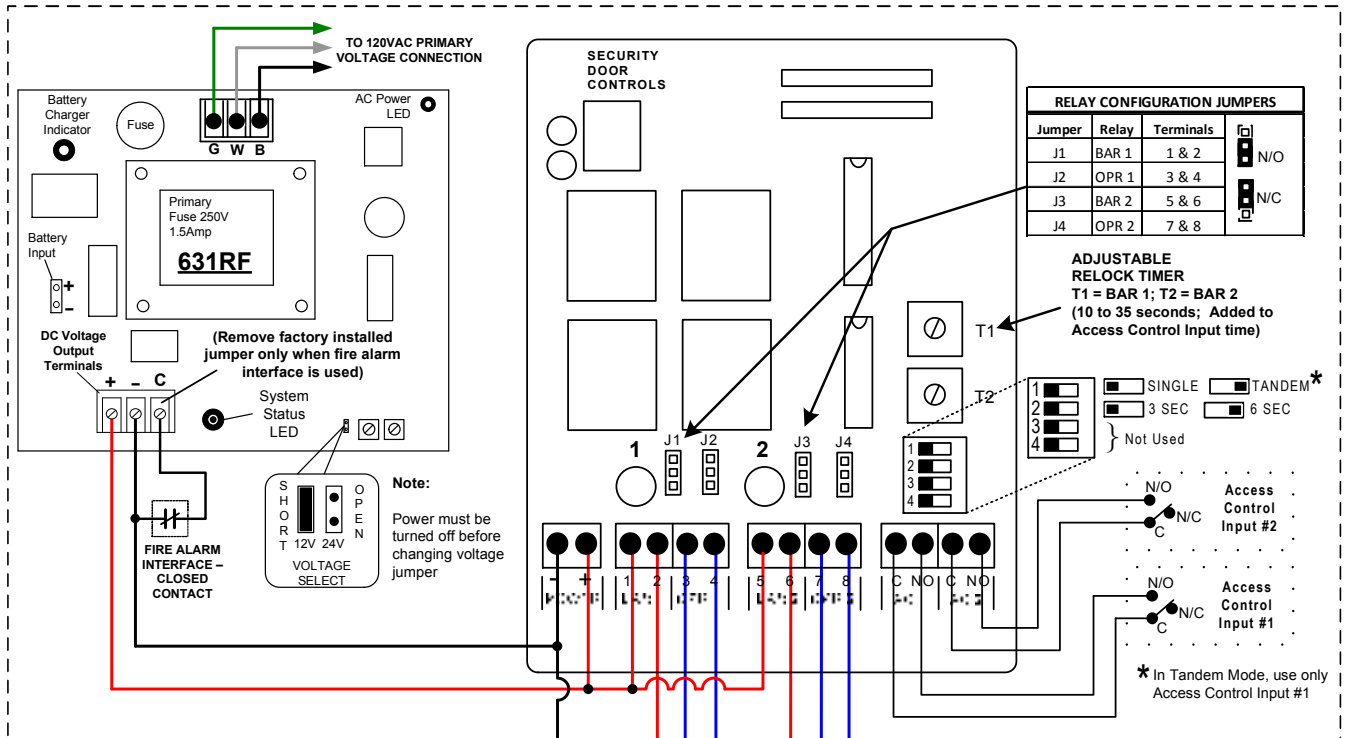 TO 120VAC PRIMARY
VOLTAGE CONNECTION
Battery
Charger
Indicator
Fuse
AC Power
LED
G W B
Primary
Fuse 250V
1.5Amp
631RF
Battery
Input
+
-
DC Voltage
Output
Terminals
(Remove factory installed
jumper only when fire alarm
interface is used)
+ - C
System
Status
LED
FIRE ALARM
INTERFACE –
CLOSED
CONTACT
SHORT
OPEN
12V 24V
VOLTAGE
SELECT
Note:
Power must be
turned off before
changing voltage
jumper
SECURITY
DOOR
CONTROLS
T1
T2
1 J1 J2 2 J3 J4
1
2
3
4
- + 1 2 3 4 5 6 7 8 C NO C NO
RELAY CONFIGURATION JUMPERS
Jumper Relay Terminals
J1 BAR 1 1 & 2
J2 OPR 1 3 & 4
J3 BAR 2 5 & 6
J4 OPR 2 7 & 8
N/O
N/C
ADJUSTABLE
RELOCK TIMER
T1 = BAR 1; T2 = BAR 2
(10 to 35 seconds; Added to
Access Control Input time)
1 SINGLE TANDEM*
2 3 SEC 6 SEC
3
4
} Not Used
N/O
N/C
C
Access
Control
Input #2
N/O
N/C
C
Access
Control
Input #1
* In Tandem Mode, use only
Access Control Input #1